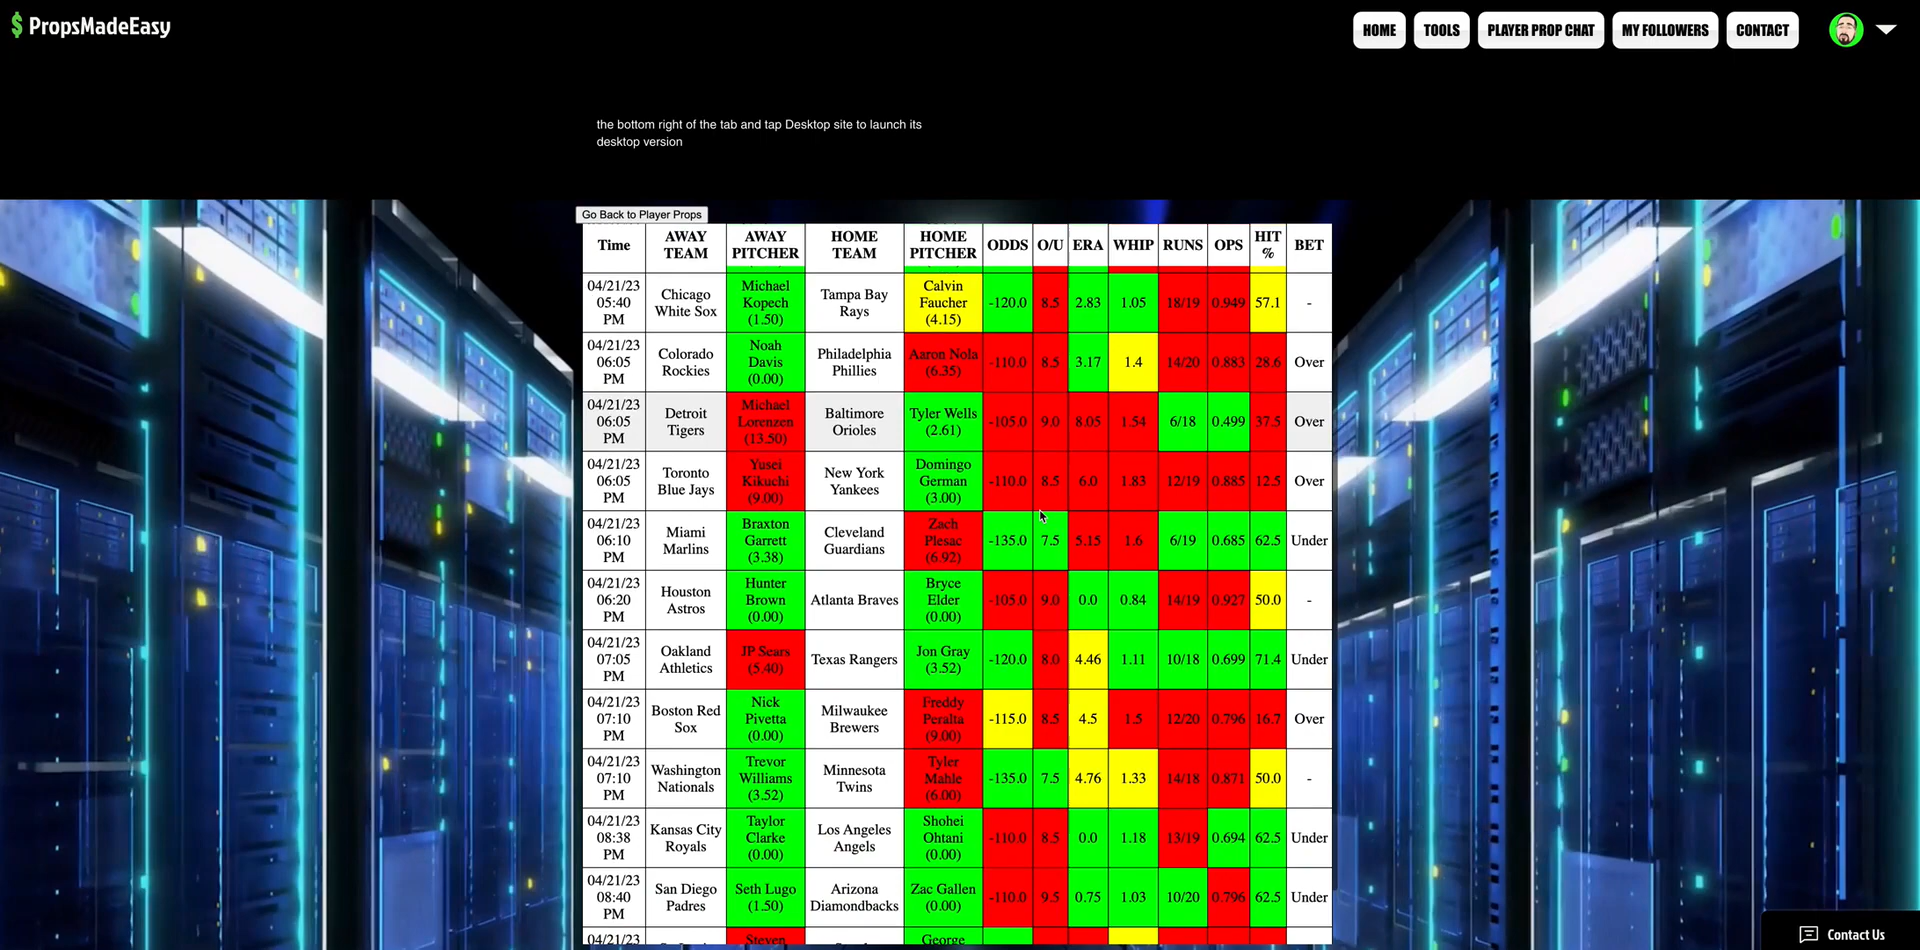 $ PropsMadeEasy
HOME TOOLS PLAYER PROP CHAT MY FOLLOWERS CONTACT
the bottom right of the tab and tap Desktop site to launch its
desktop version
Go Back to Player Props
Time AWAY TEAM AWAY PITCHER HOME TEAM HOME PITCHER ODDS O/U ERA WHIP RUNS OPS HIT % BET
04/21/23 05:40 PM Chicago White Sox Michael Kopech (1.50) Tampa Bay Rays Calvin Faucher (4.15) -120.0 8.5 2.83 1.05 18/19 0.949 57.1 -
04/21/23 06:05 PM Colorado Rockies Noah Davis (0.00) Philadelphia Phillies Aaron Nola (6.35) -110.0 8.5 3.17 1.4 14/20 0.883 28.6 Over
04/21/23 06:05 PM Detroit Tigers Michael Lorenzen (13.50) Baltimore Orioles Tyler Wells (2.61) -105.0 9.0 8.05 1.54 6/18 0.499 37.5 Over
04/21/23 06:05 PM Toronto Blue Jays Yusei Kikuchi (9.00) New York Yankees Domingo German (3.00) -110.0 8.5 6.0 1.83 12/19 0.885 12.5 Over
04/21/23 06:10 PM Miami Marlins Braxton Garrett (3.38) Cleveland Guardians Zach Plesac (6.92) -135.0 7.5 5.15 1.6 6/19 0.685 62.5 Under
04/21/23 06:20 PM Houston Astros Hunter Brown (0.00) Atlanta Braves Bryce Elder (0.00) -105.0 9.0 0.0 0.84 14/19 0.927 50.0 -
04/21/23 07:05 PM Oakland Athletics JP Sears (5.40) Texas Rangers Jon Gray (3.52) -120.0 8.0 4.46 1.11 10/18 0.699 71.4 Under
04/21/23 07:10 PM Boston Red Sox Nick Pivetta (0.00) Milwaukee Brewers Freddy Peralta (9.00) -115.0 8.5 4.5 1.5 12/20 0.796 16.7 Over
04/21/23 07:10 PM Washington Nationals Trevor Williams (3.52) Minnesota Twins Tyler Mahle (6.00) -135.0 7.5 4.76 1.33 14/18 0.871 50.0 -
04/21/23 08:38 PM Kansas City Royals Taylor Clarke (0.00) Los Angeles Angels Shohei Ohtani (0.00) -110.0 8.5 0.0 1.18 13/19 0.694 62.5 Under
04/21/23 08:40 PM San Diego Padres Seth Lugo (1.50) Arizona Diamondbacks Zac Gallen (0.00) -110.0 9.5 0.75 1.03 10/20 0.796 62.5 Under
04/21/23 Steven George
Contact Us